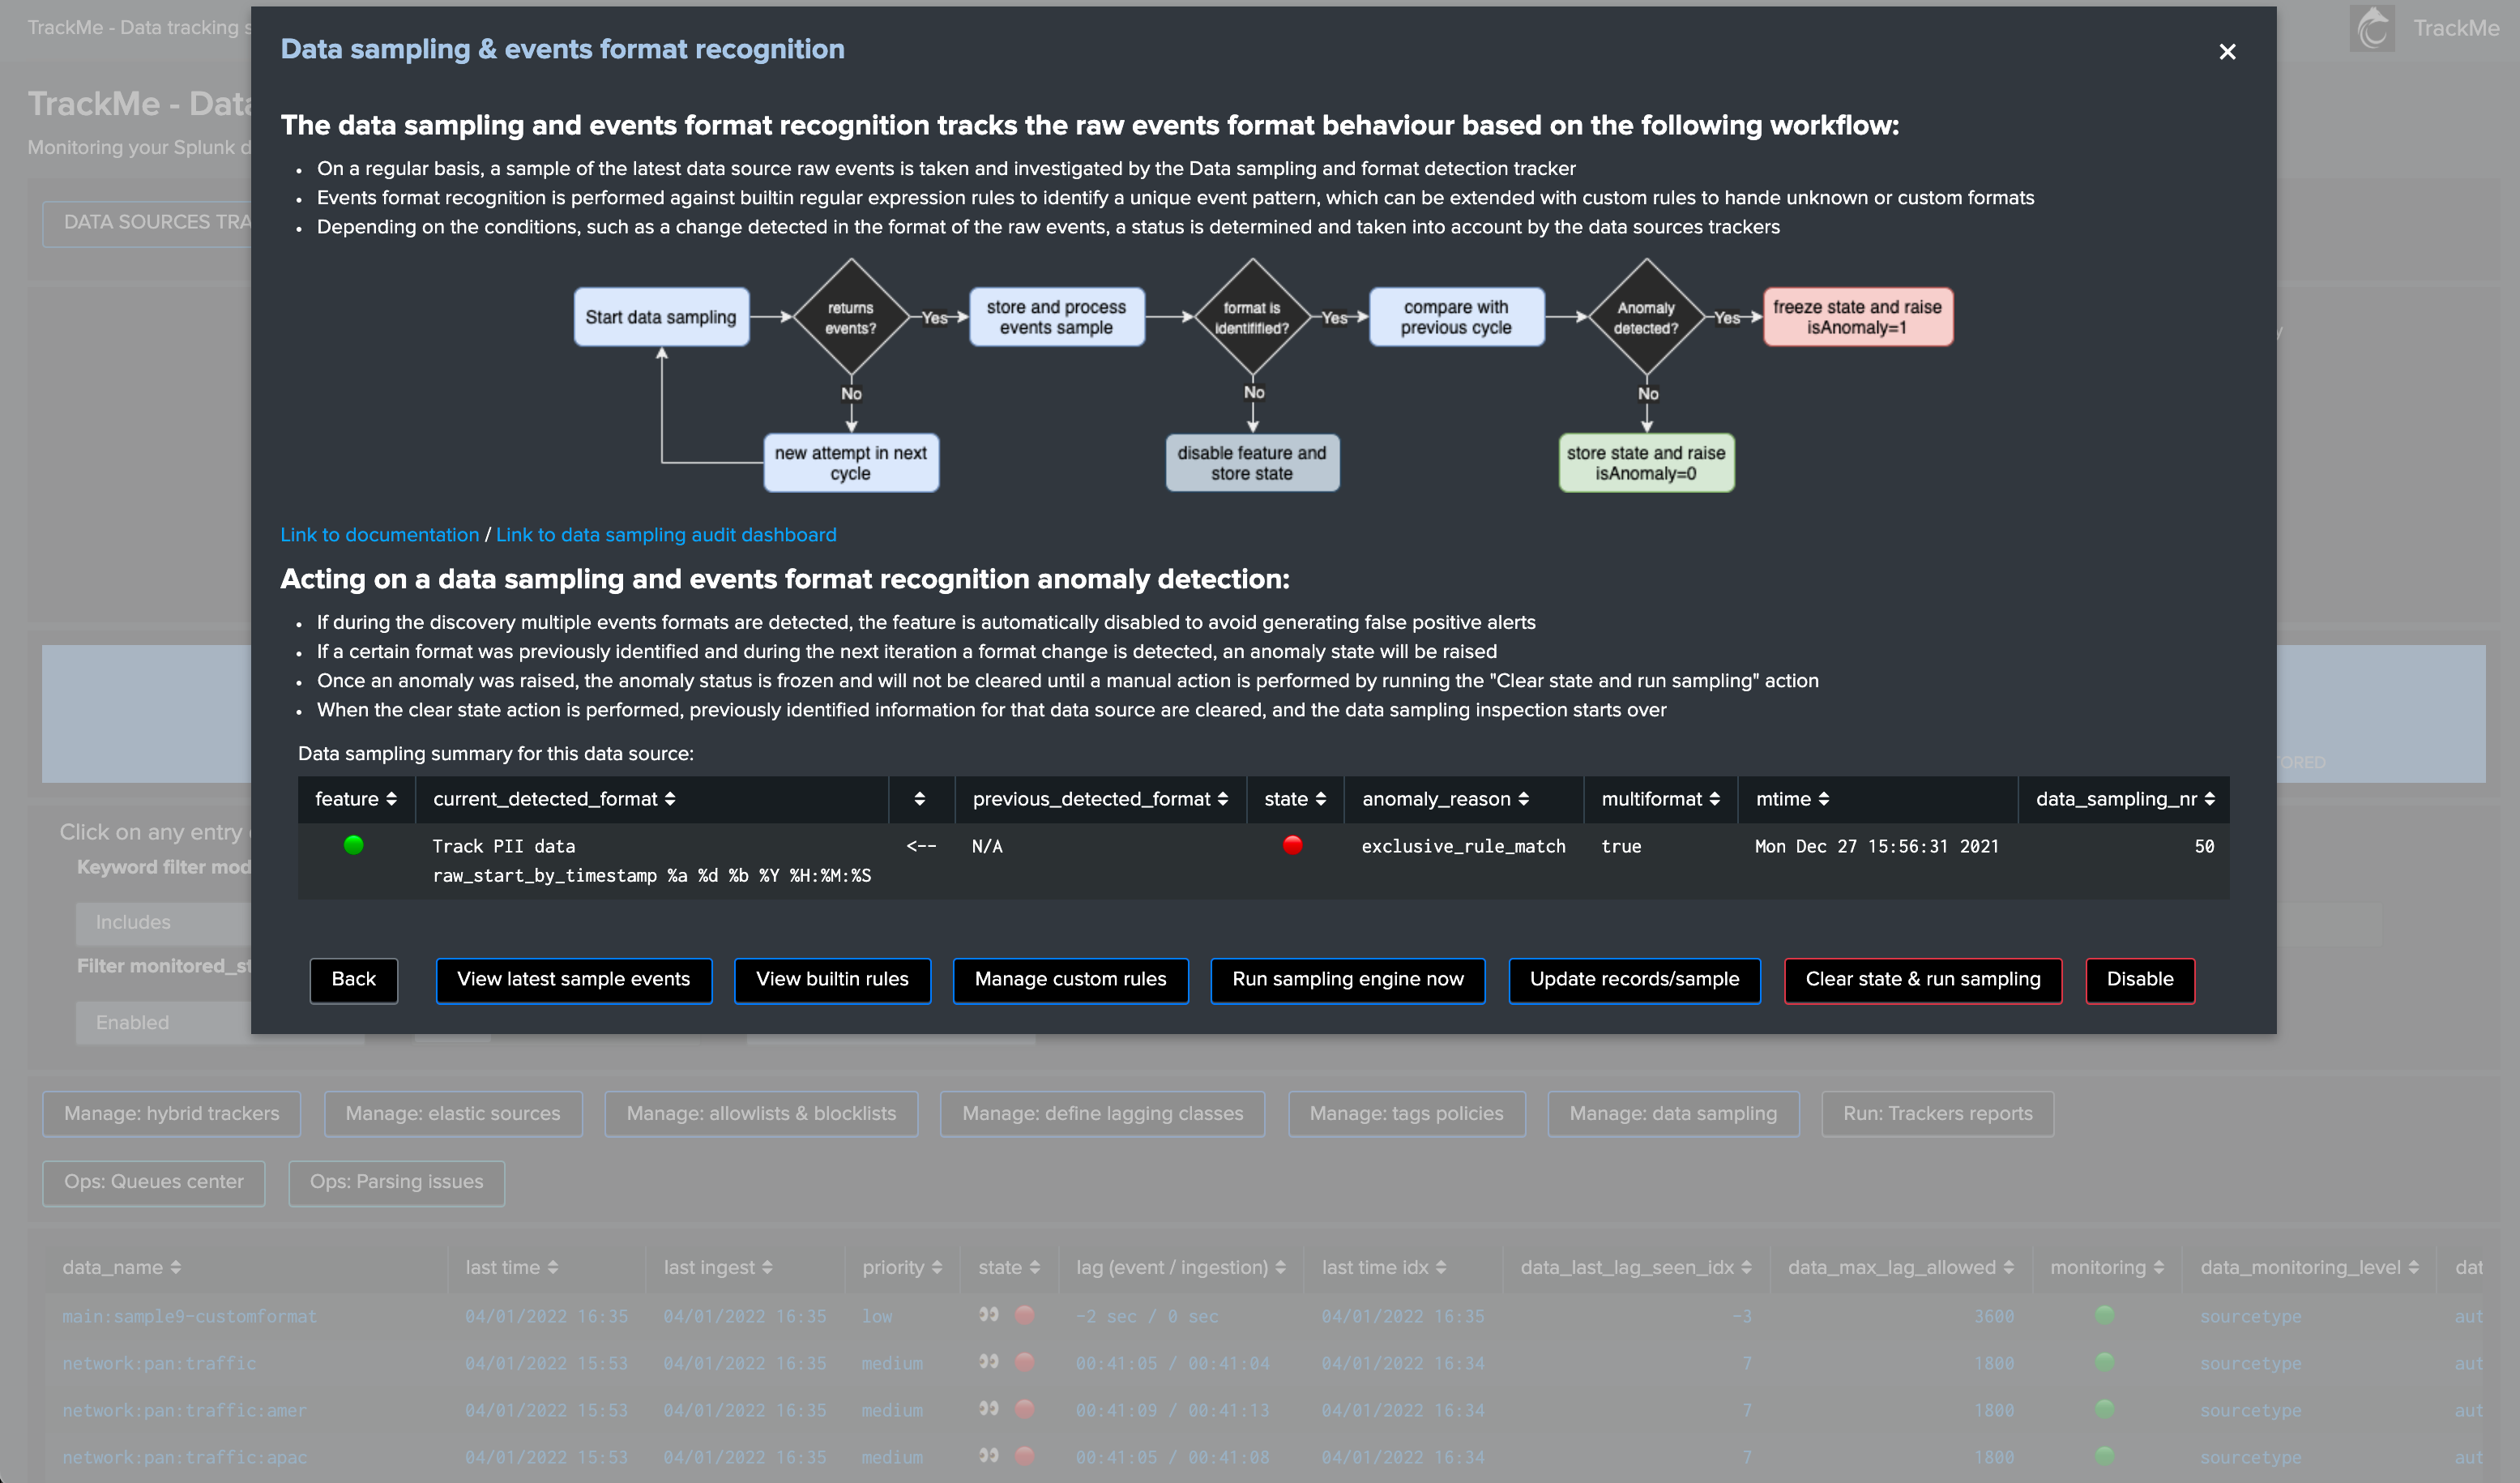 TrackMe - Data tracking s
TrackMe
TrackMe - Data
Monitoring your Splunk d
DATA SOURCES TRA
Data sampling & events format recognition
The data sampling and events format recognition tracks the raw events format behaviour based on the following workflow:
On a regular basis, a sample of the latest data source raw events is taken and investigated by the Data sampling and format detection tracker
Events format recognition is performed against builtin regular expression rules to identify a unique event pattern, which can be extended with custom rules to hande unknown or custom formats
Depending on the conditions, such as a change detected in the format of the raw events, a status is determined and taken into account by the data sources trackers
Start data sampling
returns
events?
Yes
store and process
events sample
format is
identifified?
Yes
compare with
previous cycle
Anomaly
detected?
Yes
freeze state and raise
isAnomaly=1
No
No
No
new attempt in next
cycle
disable feature and
store state
store state and raise
isAnomaly=0
Link to documentation / Link to data sampling audit dashboard
Acting on a data sampling and events format recognition anomaly detection:
If during the discovery multiple events formats are detected, the feature is automatically disabled to avoid generating false positive alerts
If a certain format was previously identified and during the next iteration a format change is detected, an anomaly state will be raised
Once an anomaly was raised, the anomaly status is frozen and will not be cleared until a manual action is performed by running the "Clear state and run sampling" action
When the clear state action is performed, previously identified information for that data source are cleared, and the data sampling inspection starts over
Data sampling summary for this data source:
feature current_detected_format previous_detected_format state anomaly_reason multiformat mtime data_sampling_nr
Track PII data <-- N/A exclusive_rule_match true Mon Dec 27 15:56:31 2021 50
raw_start_by_timestamp %a %d %b %Y %H:%M:%S
Back View latest sample events View builtin rules Manage custom rules Run sampling engine now Update records/sample Clear state & run sampling Disable
TORED
Click on any entry
Keyword filter mod
Includes
Filter monitored_st
Enabled
Manage: hybrid trackers Manage: elastic sources Manage: allowlists & blocklists Manage: define lagging classes Manage: tags policies Manage: data sampling Run: Trackers reports
Ops: Queues center Ops: Parsing issues
data_name last time last ingest priority state lag (event / ingestion) last time idx data_last_lag_seen_idx data_max_lag_allowed monitoring data_monitoring_level dat
main:sample9-customformat 04/01/2022 16:35 04/01/2022 16:35 low -2 sec / 0 sec 04/01/2022 16:35 -3 3600 sourcetype aut
network:pan:traffic 04/01/2022 15:53 04/01/2022 16:35 medium 00:41:05 / 00:41:04 04/01/2022 16:34 7 1800 sourcetype aut
network:pan:traffic:amer 04/01/2022 15:53 04/01/2022 16:35 medium 00:41:09 / 00:41:13 04/01/2022 16:34 7 1800 sourcetype aut
network:pan:traffic:apac 04/01/2022 15:53 04/01/2022 16:35 medium 00:41:05 / 00:41:08 04/01/2022 16:34 7 1800 sourcetype aut